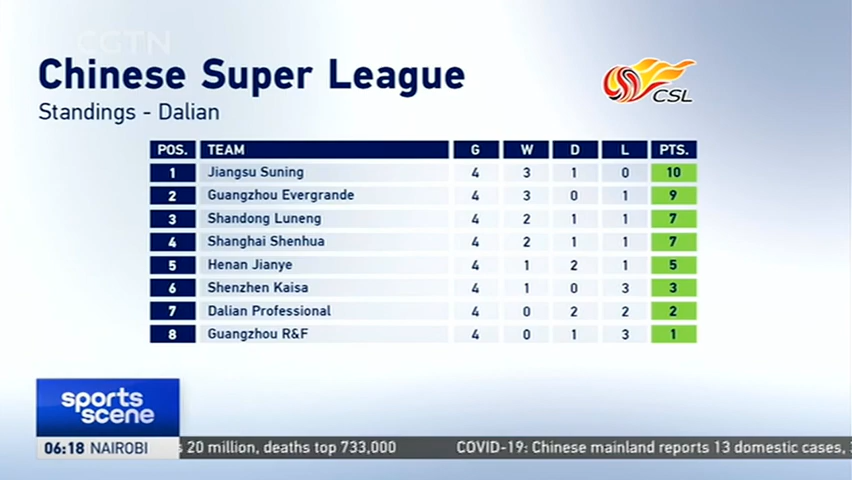 CGTN
Chinese Super League
CSL
Standings - Dalian
POS. TEAM G W D L PTS.
1 Jiangsu Suning 4 3 1 0 10
2 Guangzhou Evergrande 4 3 0 1 9
3 Shandong Luneng 4 2 1 1 7
4 Shanghai Shenhua 4 2 1 1 7
5 Henan Jianye 4 1 2 1 5
6 Shenzhen Kaisa 4 1 0 3 3
7 Dalian Professional 4 0 2 2 2
8 Guangzhou R&F 4 0 1 3 1
sports
scene
06:18 NAIROBI s 20 million, deaths top 733,000 COVID-19: Chinese mainland reports 13 domestic cases,